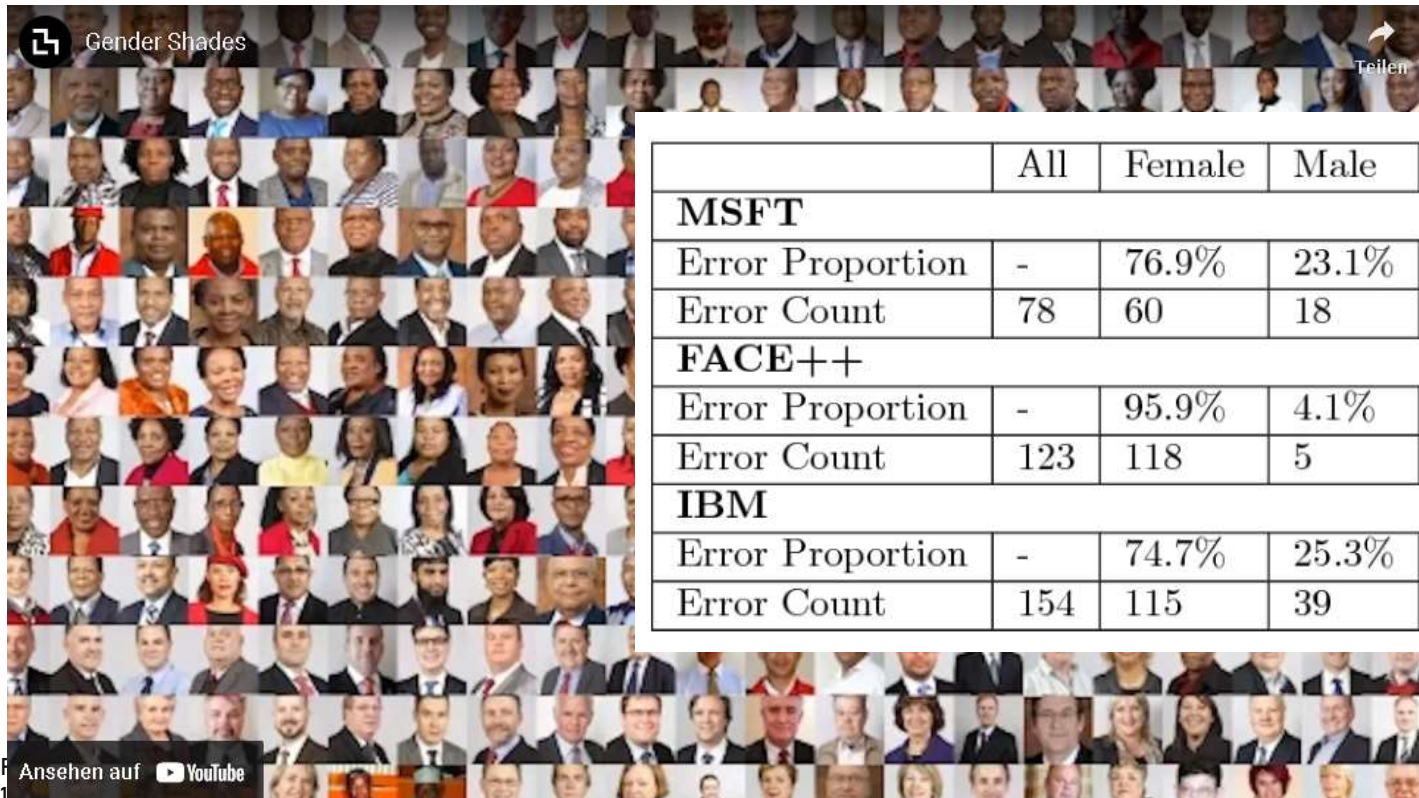 Gender Shades
Teilen
All Female Male
MSFT
Error Proportion - 76.9% 23.1%
Error Count 78 60 18
FACE++
Error Proportion - 95.9% 4.1%
Error Count 123 118 5
IBM
Error Proportion - 74.7% 25.3%
Error Count 154 115 39
Ansehen auf YouTube